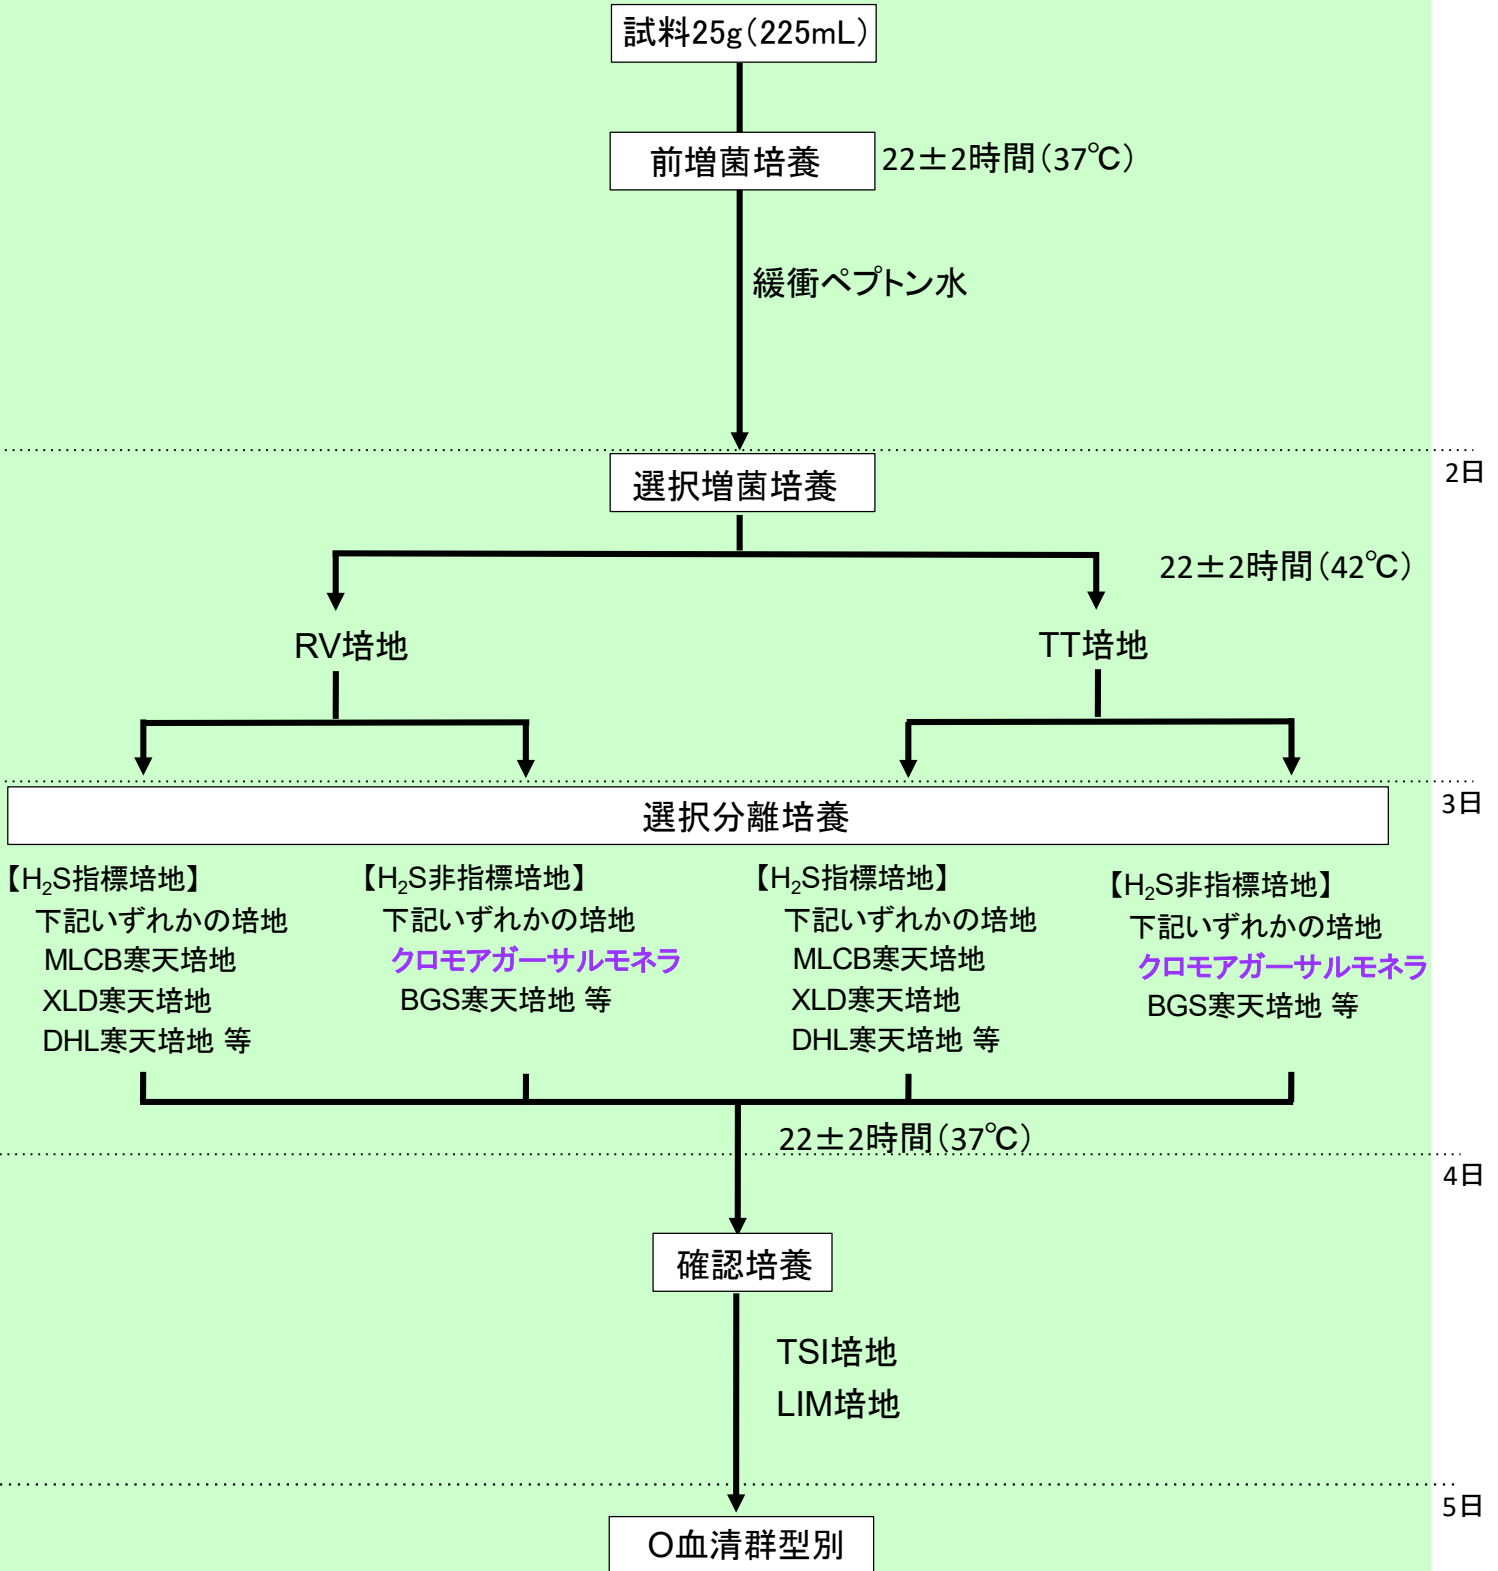 試料25g(225mL)
前増菌培養
22±2時間(37℃)
緩衝ペプトン水
2日
選択増菌培養
22±2時間(42℃)
RV培地
TT培地
3日
選択分離培養
【H₂S指標培地】
下記いずれかの培地
MLCB寒天培地
XLD寒天培地
DHL寒天培地 等
【H₂S非指標培地】
下記いずれかの培地
クロモアガーサルモネラ
BGS寒天培地 等
【H₂S指標培地】
下記いずれかの培地
MLCB寒天培地
XLD寒天培地
DHL寒天培地 等
【H₂S非指標培地】
下記いずれかの培地
クロモアガーサルモネラ
BGS寒天培地 等
22±2時間(37℃)
4日
確認培養
TSI培地
LIM培地
5日
O血清群型別